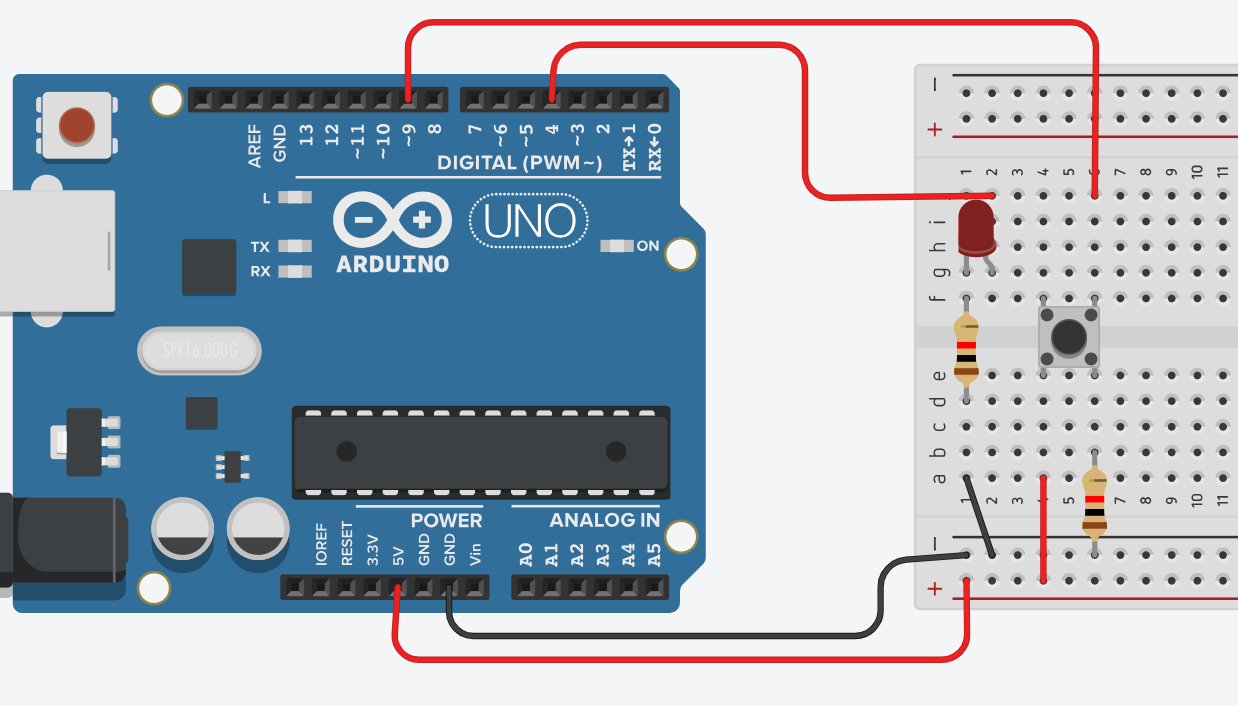 AREF
GND
13
12
~11
~10
~9
8
7
~6
~5
4
~3
2
TX→1
RX←0
DIGITAL (PWM~)
L
TX
RX
UNO
ON
ARDUINO
SPK16.000G
POWER
ANALOG IN
IOREF
RESET
3.3V
5V
GND
GND
Vin
A0
A1
A2
A3
A4
A5
− +
1 2 3 4 5 6 7 8 9 10 11
i
h
g
f
e
d
c
b
a
1 2 3 4 5 7 8 9 10 11
−
+